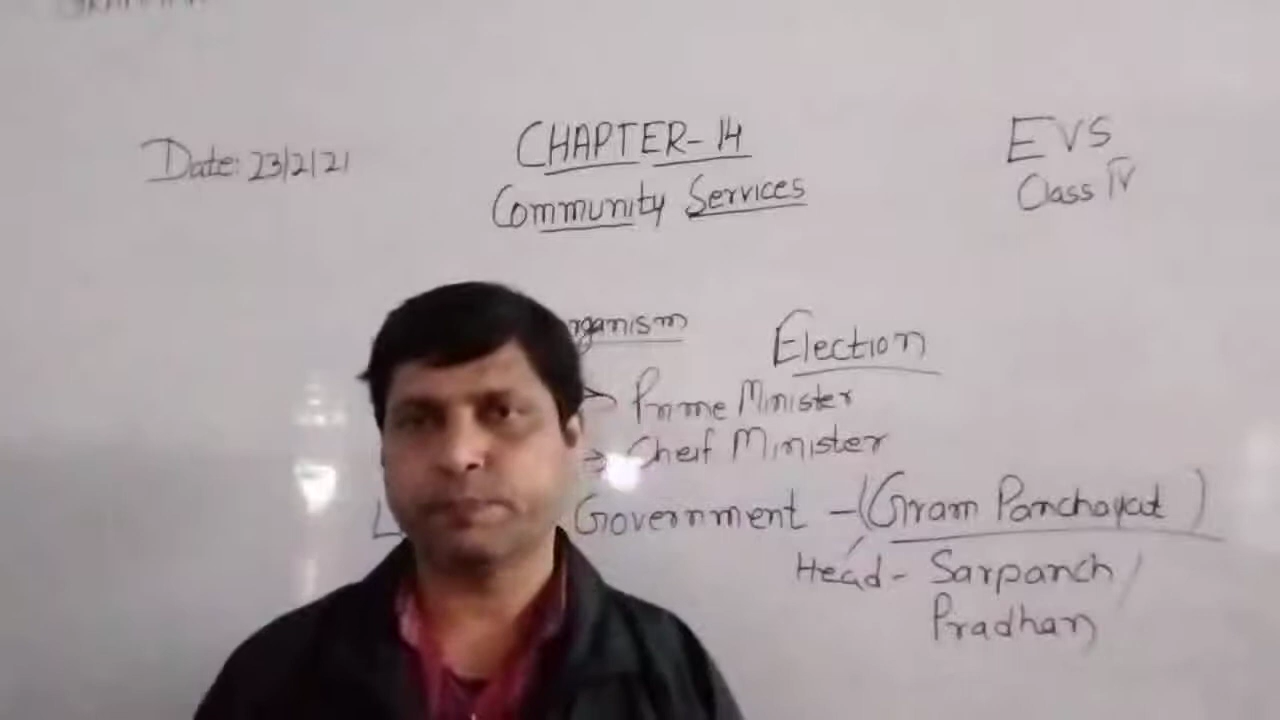 Date: 23/2/21
CHAPTER-14
Community Services
EVS
Class IV
Election
Prime Minister
Cheif Minister
Government - (Gram Panchayat)
Head - Sarpanch /
Pradhan